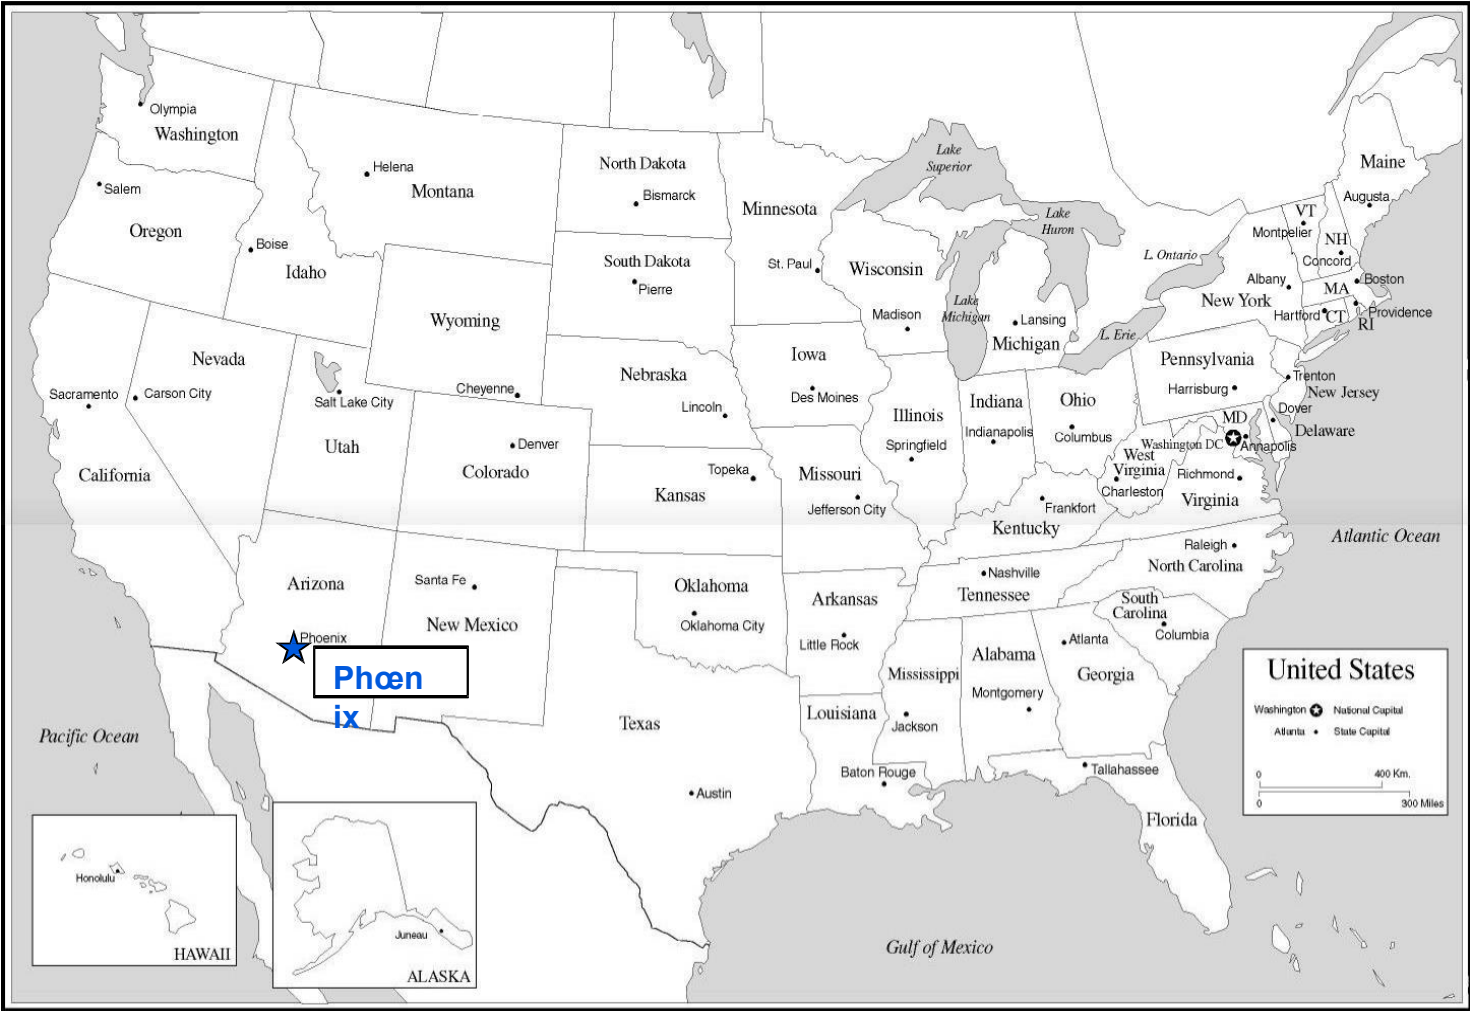 Olympia
Washington
Helena
Montana
North Dakota
Bismarck
Minnesota
Lake
Superior
Maine
Augusta
Salem
Oregon
Boise
Idaho
South Dakota
Pierre
St. Paul
Wisconsin
Madison
Lake
Huron
Lake
Michigan
Lansing
Michigan
L. Ontario
L. Erie
VT
Montpelier
NH
Concord
Albany
New York
MA
Boston
Hartford
CT
RI
Providence
Wyoming
Cheyenne
Nevada
Carson City
Sacramento
California
Salt Lake City
Utah
Denver
Colorado
Nebraska
Lincoln
Iowa
Des Moines
Illinois
Springfield
Indiana
Indianapolis
Ohio
Columbus
Pennsylvania
Harrisburg
Trenton
New Jersey
MD
Dover
Delaware
Washington DC
Annapolis
West
Virginia
Charleston
Richmond
Virginia
Topeka
Kansas
Missouri
Jefferson City
Frankfort
Kentucky
Atlantic Ocean
Raleigh
North Carolina
Nashville
Tennessee
South
Carolina
Columbia
Arizona
Phoenix
Phœn
ix
Santa Fe
New Mexico
Oklahoma
Oklahoma City
Arkansas
Little Rock
Mississippi
Jackson
Alabama
Montgomery
Atlanta
Georgia
Texas
Austin
Louisiana
Baton Rouge
Tallahassee
Florida
Pacific Ocean
Gulf of Mexico
Honolulu
HAWAII
Juneau
ALASKA
United States
Washington National Capital
Atlanta State Capital
0 400 Km.
0 300 Miles